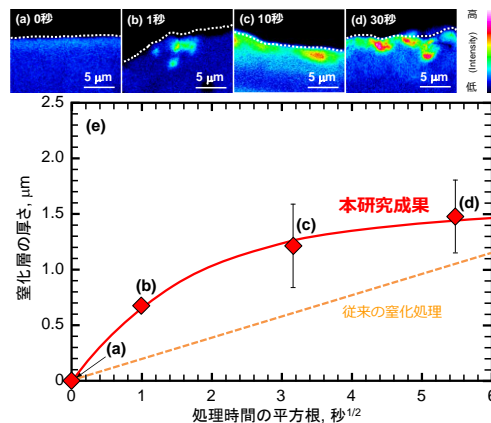 (a) 0秒
(b) 1秒
(c) 10秒
(d) 30秒
5 μm
5 μm
5 μm
5 μm
高
(Intensity)
低
(e)
2.5
2.0
1.5
1.0
0.5
0
窒化層の厚さ, μm
本研究成果
従来の窒化処理
(a)
(b)
(c)
(d)
0
1
2
3
4
5
6
処理時間の平方根, 秒1/2